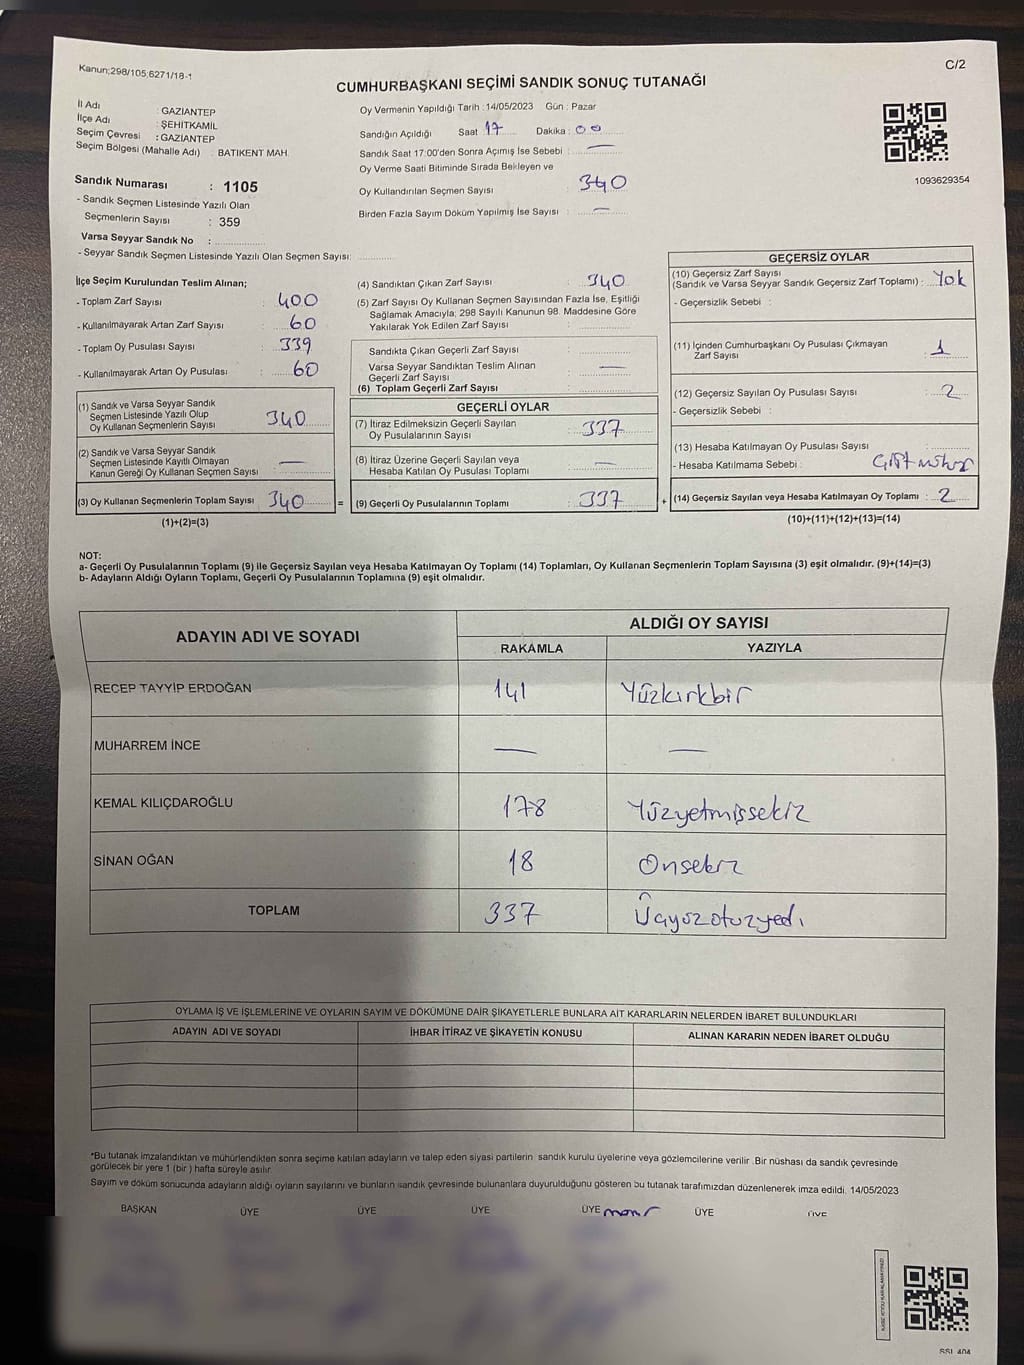 Kanun;298/105;6271/18-1
C/2
CUMHURBAŞKANI SEÇİMİ SANDIK SONUÇ TUTANAĞI
İl Adı : GAZİANTEP
İlçe Adı : ŞEHİTKAMİL
Seçim Çevresi : GAZİANTEP
Seçim Bölgesi (Mahalle Adı) : BATIKENT MAH.
Sandık Numarası : 1105
- Sandık Seçmen Listesinde Yazılı Olan
Seçmenlerin Sayısı : 359
Varsa Seyyar Sandık No :
- Seyyar Sandık Seçmen Listesinde Yazılı Olan Seçmen Sayısı:
Oy Vermenin Yapıldığı Tarih :14/05/2023 Gün : Pazar
Sandığın Açıldığı Saat 17 Dakika : 00
Sandık Saat 17:00'den Sonra Açımış İse Sebebi : —
Oy Verme Saati Bitiminde Sırada Bekleyen ve
Oy Kullandırılan Seçmen Sayısı : 340
Birden Fazla Sayım Döküm Yapılmış İse Sayısı : —
1093629354
İlçe Seçim Kurulundan Teslim Alınan;
- Toplam Zarf Sayısı : 400
- Kullanılmayarak Artan Zarf Sayısı : 60
- Toplam Oy Pusulası Sayısı : 339
- Kullanılmayarak Artan Oy Pusulası : 60
(1) Sandık ve Varsa Seyyar Sandık
Seçmen Listesinde Yazılı Olup
Oy Kullanan Seçmenlerin Sayısı 340
(2) Sandık ve Varsa Seyyar Sandık
Seçmen Listesinde Kayıtlı Olmayan
Kanun Gereği Oy Kullanan Seçmen Sayısı —
(3) Oy Kullanan Seçmenlerin Toplam Sayısı 340 =
(1)+(2)=(3)
(4) Sandıktan Çıkan Zarf Sayısı : 340
(5) Zarf Sayısı Oy Kullanan Seçmen Sayısından Fazla İse, Eşitliği
Sağlamak Amacıyla; 298 Sayılı Kanunun 98. Maddesine Göre
Yakılarak Yok Edilen Zarf Sayısı :
Sandıkta Çıkan Geçerli Zarf Sayısı :
Varsa Seyyar Sandıktan Teslim Alınan
Geçerli Zarf Sayısı : —
(6) Toplam Geçerli Zarf Sayısı :
GEÇERLİ OYLAR
(7) İtiraz Edilmeksizin Geçerli Sayılan
Oy Pusulalarının Sayısı : 337
(8) İtiraz Üzerine Geçerli Sayılan veya
Hesaba Katılan Oy Pusulası Toplamı : —
(9) Geçerli Oy Pusulalarının Toplamı : 337 +
GEÇERSİZ OYLAR
(10) Geçersiz Zarf Sayısı
(Sandık ve Varsa Seyyar Sandık Geçersiz Zarf Toplamı) : Yok
- Geçersizlik Sebebi :
(11) İçinden Cumhurbaşkanı Oy Pusulası Çıkmayan
Zarf Sayısı : 1
(12) Geçersiz Sayılan Oy Pusulası Sayısı : 2
- Geçersizlik Sebebi :
(13) Hesaba Katılmayan Oy Pusulası Sayısı :
- Hesaba Katılmama Sebebi :
(14) Geçersiz Sayılan veya Hesaba Katılmayan Oy Toplamı : 2
(10)+(11)+(12)+(13)=(14)
NOT:
a- Geçerli Oy Pusulalarının Toplamı (9) ile Geçersiz Sayılan veya Hesaba Katılmayan Oy Toplamı (14) Toplamları, Oy Kullanan Seçmenlerin Toplam Sayısına (3) eşit olmalıdır. (9)+(14)=(3)
b- Adayların Aldığı Oyların Toplamı, Geçerli Oy Pusulalarının Toplamına (9) eşit olmalıdır.
ADAYIN ADI VE SOYADI
ALDIĞI OY SAYISI
RAKAMLA YAZIYLA
RECEP TAYYİP ERDOĞAN 141 Yüzkırkbir
MUHARREM İNCE — —
KEMAL KILIÇDAROĞLU 178 Yüzyetmişsekiz
SİNAN OĞAN 18 Onsekiz
TOPLAM 337 Üçyüzotuzyedi
OYLAMA İŞ VE İŞLEMLERİNE VE OYLARIN SAYIM VE DÖKÜMÜNE DAİR ŞİKAYETLERLE BUNLARA AİT KARARLARIN NELERDEN İBARET BULUNDUKLARI
ADAYIN ADI VE SOYADI İHBAR İTİRAZ VE ŞİKAYETİN KONUSU ALINAN KARARIN NEDEN İBARET OLDUĞU
*Bu tutanak imzalandıktan ve mühürlendikten sonra seçime katılan adayların ve talep eden siyasi partilerin sandık kurulu üyelerine veya gözlemcilerine verilir .Bir nüshası da sandık çevresinde
görülecek bir yere 1 (bir ) hafta süreyle asılır.
Sayım ve döküm sonucunda adayların aldığı oyların sayılarını ve bunların sandık çevresinde bulunanlara duyurulduğunu gösteren bu tutanak tarafımızdan düzenlenerek imza edildi. 14/05/2023
BAŞKAN ÜYE ÜYE ÜYE ÜYE ÜYE ÜYE